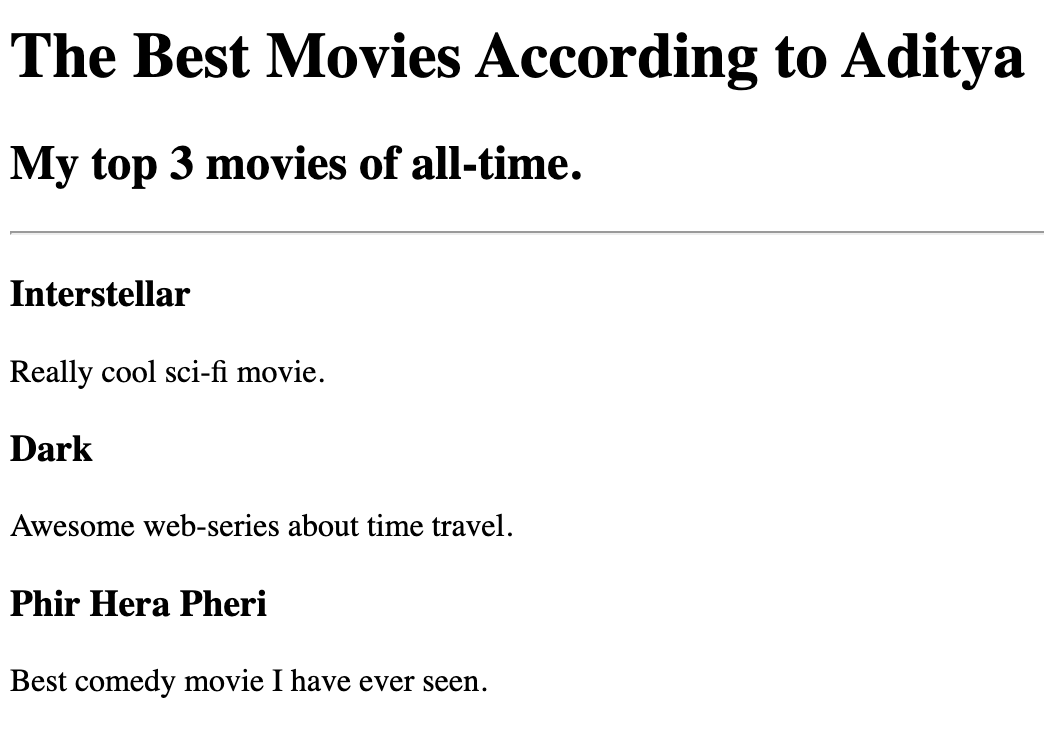 The Best Movies According to Aditya
My top 3 movies of all-time.
Interstellar
Really cool sci-fi movie.
Dark
Awesome web-series about time travel.
Phir Hera Pheri
Best comedy movie I have ever seen.